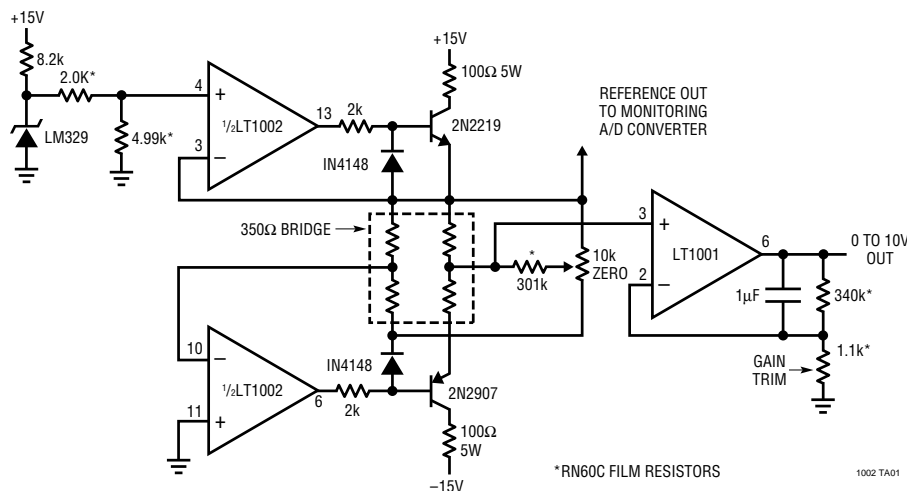 +15V
8.2k
2.0K*
LM329
4.99k*
4
3
+
–
½LT1002
13
2k
IN4148
+15V
100Ω 5W
2N2219
REFERENCE OUT
TO MONITORING
A/D CONVERTER
350Ω BRIDGE
*
301k
10k
ZERO
3
2
+
–
LT1001
6
0 TO 10V
OUT
1µF
340k*
1.1k*
GAIN
TRIM
10
11
–
+
½LT1002
6
2k
IN4148
2N2907
100Ω
5W
–15V
*RN60C FILM RESISTORS
1002 TA01